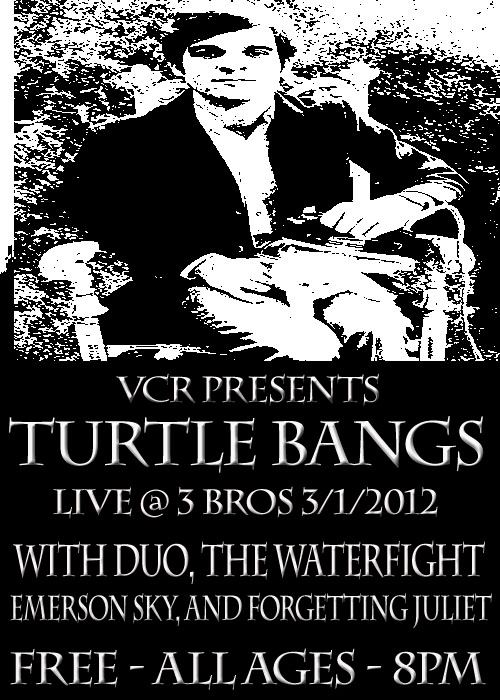 VCR PRESENTS
TURTLE BANGS
LIVE @ 3 BROS 3/1/2012
WITH DUO, THE WATERFIGHT
EMERSON SKY, AND FORGETTING JULIET
FREE - ALL AGES - 8PM